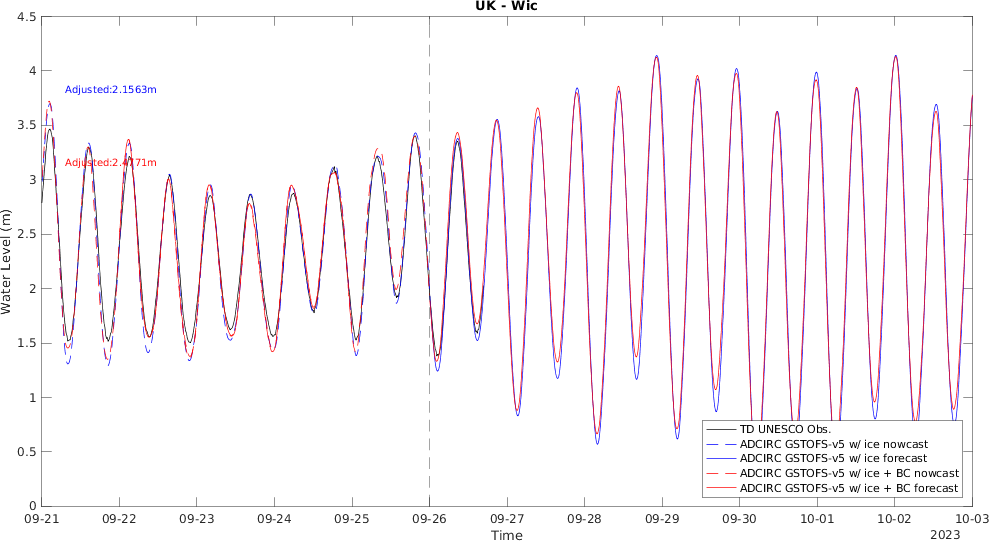 UK - Wic
Water Level (m)
4.5
4
3.5
3
2.5
2
1.5
1
0.5
0
Adjusted:2.1563m
TD UNESCO Obs.
ADCIRC GSTOFS-v5 w/ ice nowcast
ADCIRC GSTOFS-v5 w/ ice forecast
ADCIRC GSTOFS-v5 w/ ice + BC nowcast
ADCIRC GSTOFS-v5 w/ ice + BC forecast
09-21 09-22 09-23 09-24 09-25 09-26 09-27 09-28 09-29 09-30 10-01 10-02 10-03
Time
2023